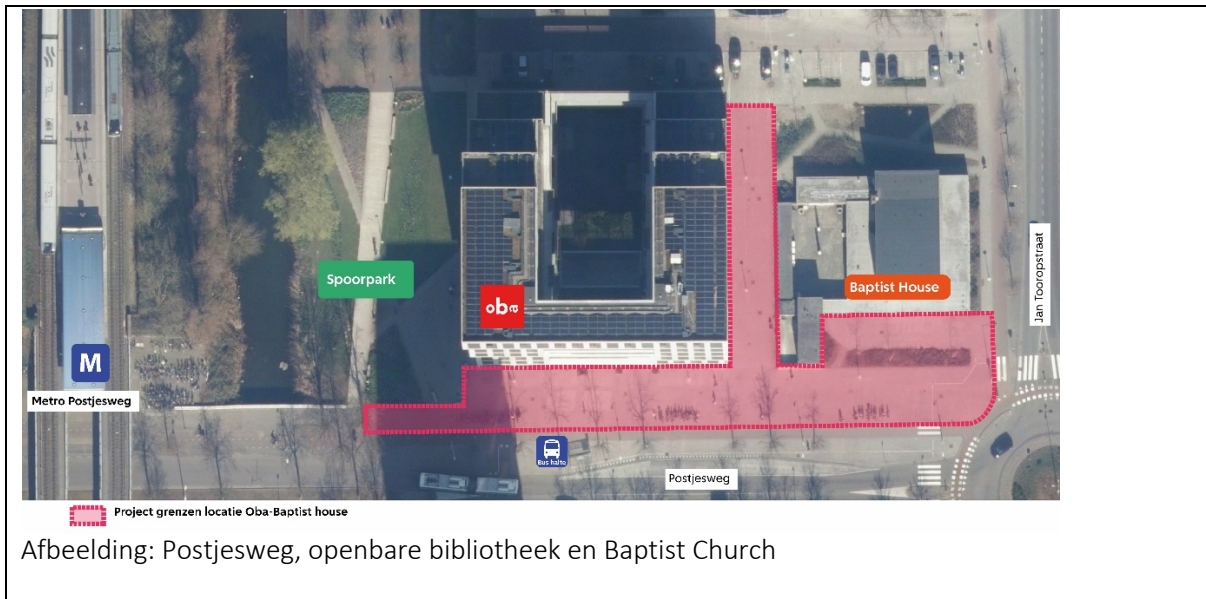 Spoorpark
oba
Baptist House
Jan Tooropstraat
M
Metro Postjesweg
Bus halte
Postjesweg
Project grenzen locatie Oba-Baptist house
Afbeelding: Postjesweg, openbare bibliotheek en Baptist Church